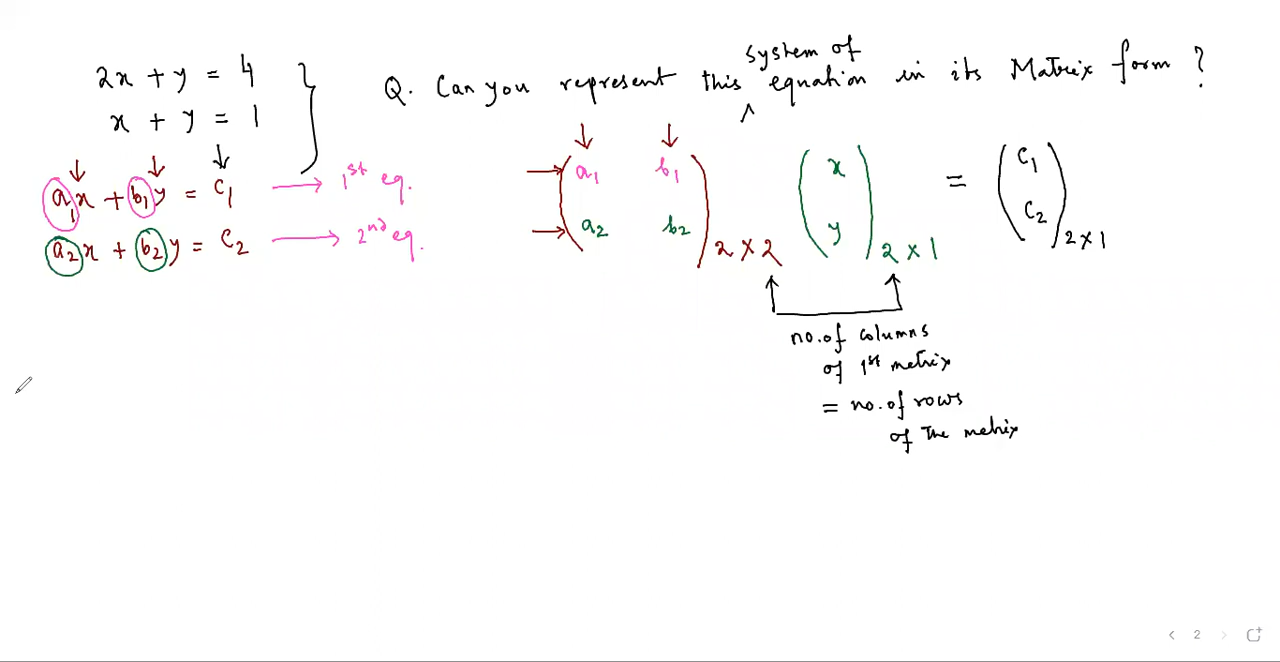 2x + y = 4
x + y = 1
Q. Can you represent this system of equation in its Matrix form ?
a₁x + b₁y = c₁ → 1st eq.
a₂x + b₂y = c₂ → 2nd eq.
( a₁ b₁ ) ( x ) = ( c₁ )
( a₂ b₂ ) 2 × 2 ( y ) 2 × 1 ( c₂ ) 2 × 1
no. of columns
of 1st metrix
= no. of rows
of The metrix
< 2 >